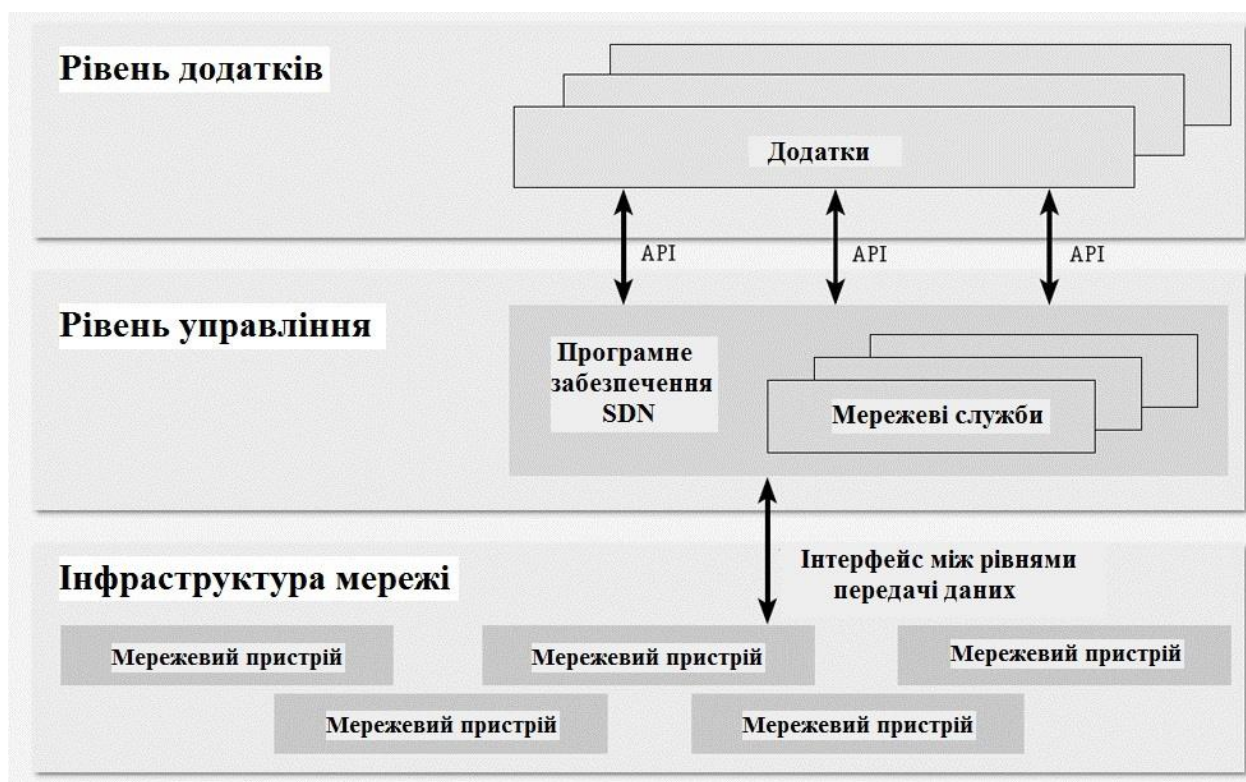 Рівень додатків
Додатки
API
API
API
Рівень управління
Програмне
забезпечення
SDN
Мережеві служби
Інтерфейс між рівнями
передачі даних
Інфраструктура мережі
Мережевий пристрій
Мережевий пристрій
Мережевий пристрій
Мережевий пристрій
Мережевий пристрій